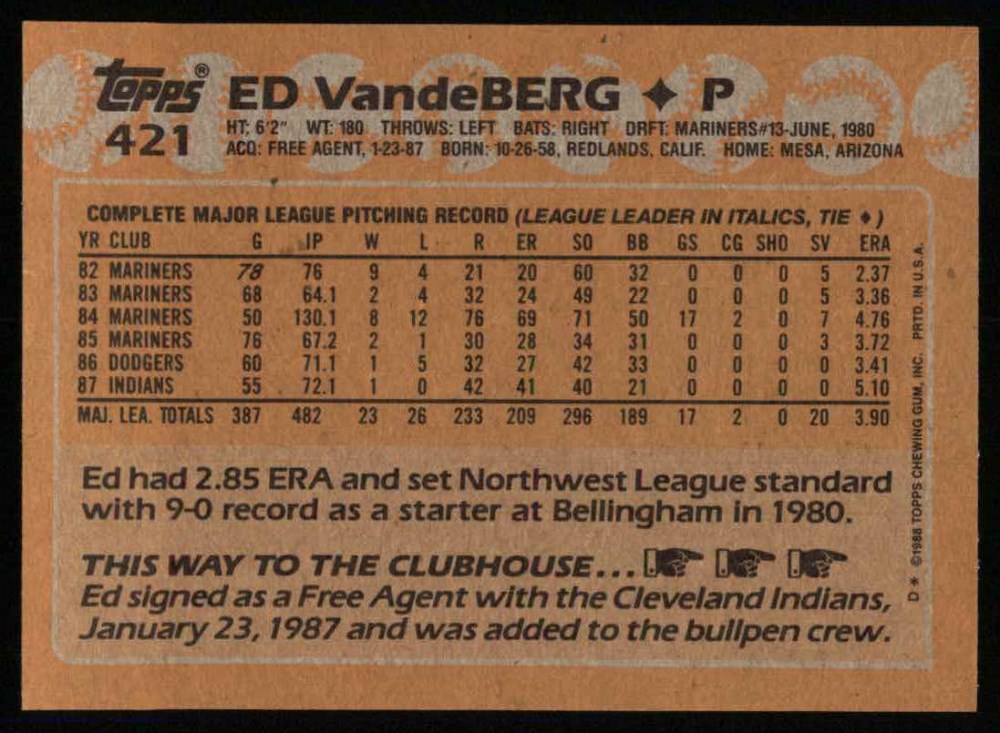 topps® ED VandeBERG ✦ P
421 HT: 6'2" WT: 180 THROWS: LEFT BATS: RIGHT DRFT: MARINERS#13-JUNE, 1980
ACQ: FREE AGENT, 1-23-87 BORN: 10-26-58, REDLANDS, CALIF. HOME: MESA, ARIZONA
COMPLETE MAJOR LEAGUE PITCHING RECORD (LEAGUE LEADER IN ITALICS, TIE ♦)
YR CLUB G IP W L R ER SO BB GS CG SHO SV ERA
82 MARINERS 78 76 9 4 21 20 60 32 0 0 0 5 2.37
83 MARINERS 68 64.1 2 4 32 24 49 22 0 0 0 5 3.36
84 MARINERS 50 130.1 8 12 76 69 71 50 17 2 0 7 4.76
85 MARINERS 76 67.2 2 1 30 28 34 31 0 0 0 3 3.72
86 DODGERS 60 71.1 1 5 32 27 42 33 0 0 0 0 3.41
87 INDIANS 55 72.1 1 0 42 41 40 21 0 0 0 0 5.10
MAJ. LEA. TOTALS 387 482 23 26 233 209 296 189 17 2 0 20 3.90
Ed had 2.85 ERA and set Northwest League standard
with 9-0 record as a starter at Bellingham in 1980.
THIS WAY TO THE CLUBHOUSE...
Ed signed as a Free Agent with the Cleveland Indians,
January 23, 1987 and was added to the bullpen crew.
D* ©1988 TOPPS CHEWING GUM, INC. PRTD. IN U.S.A.